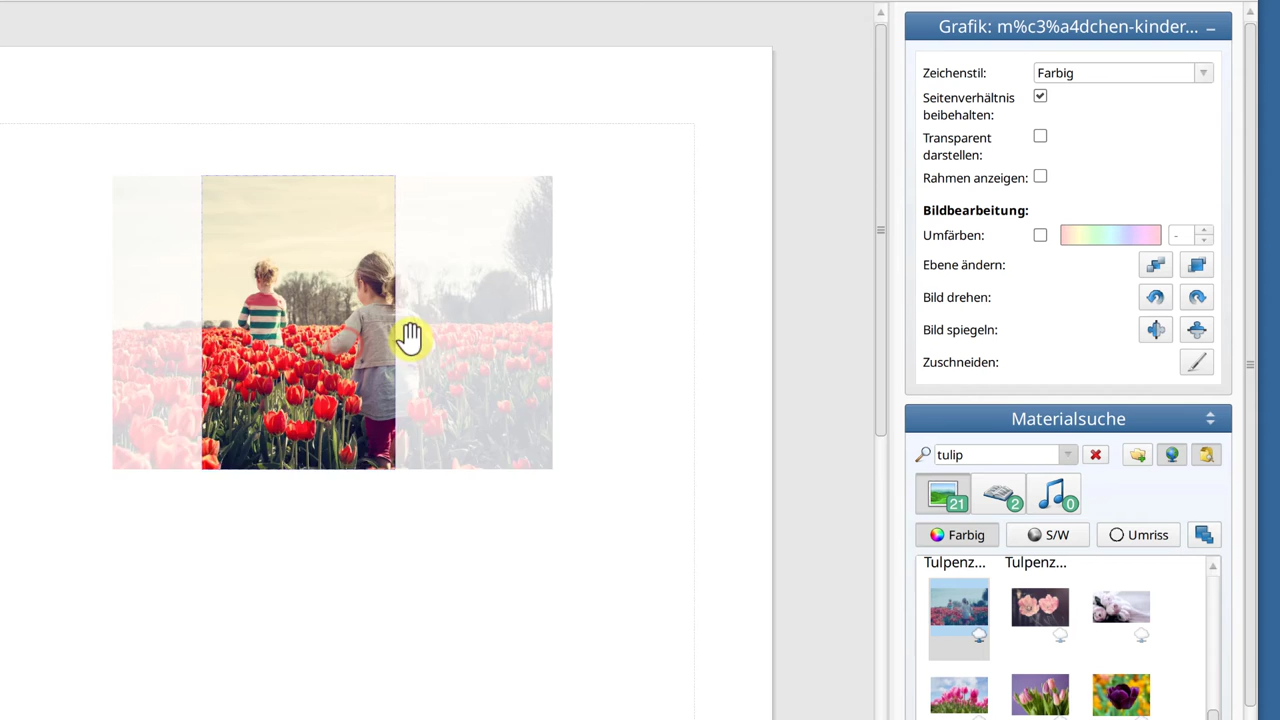 Grafik: m%c3%a4dchen-kinder...
Zeichenstil: Farbig
Seitenverhältnis
beibehalten:
Transparent
darstellen:
Rahmen anzeigen:
Bildbearbeitung:
Umfärben: -
Ebene ändern:
Bild drehen:
Bild spiegeln:
Zuschneiden:
Materialsuche
tulip
21 2 0
Farbig S/W Umriss
Tulpenz... Tulpenz...